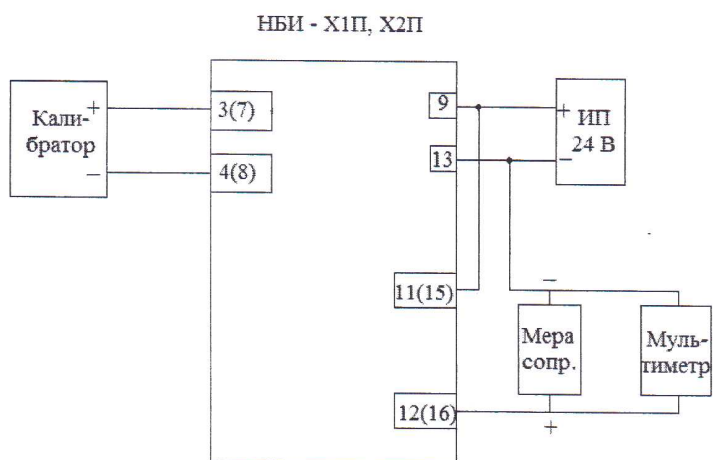 НБИ - Х1П, Х2П
Кали-
братор
+
−
3(7)
4(8)
9
13
11(15)
12(16)
+
−
ИП
24 В
−
Мера
сопр.
+
Муль-
тиметр